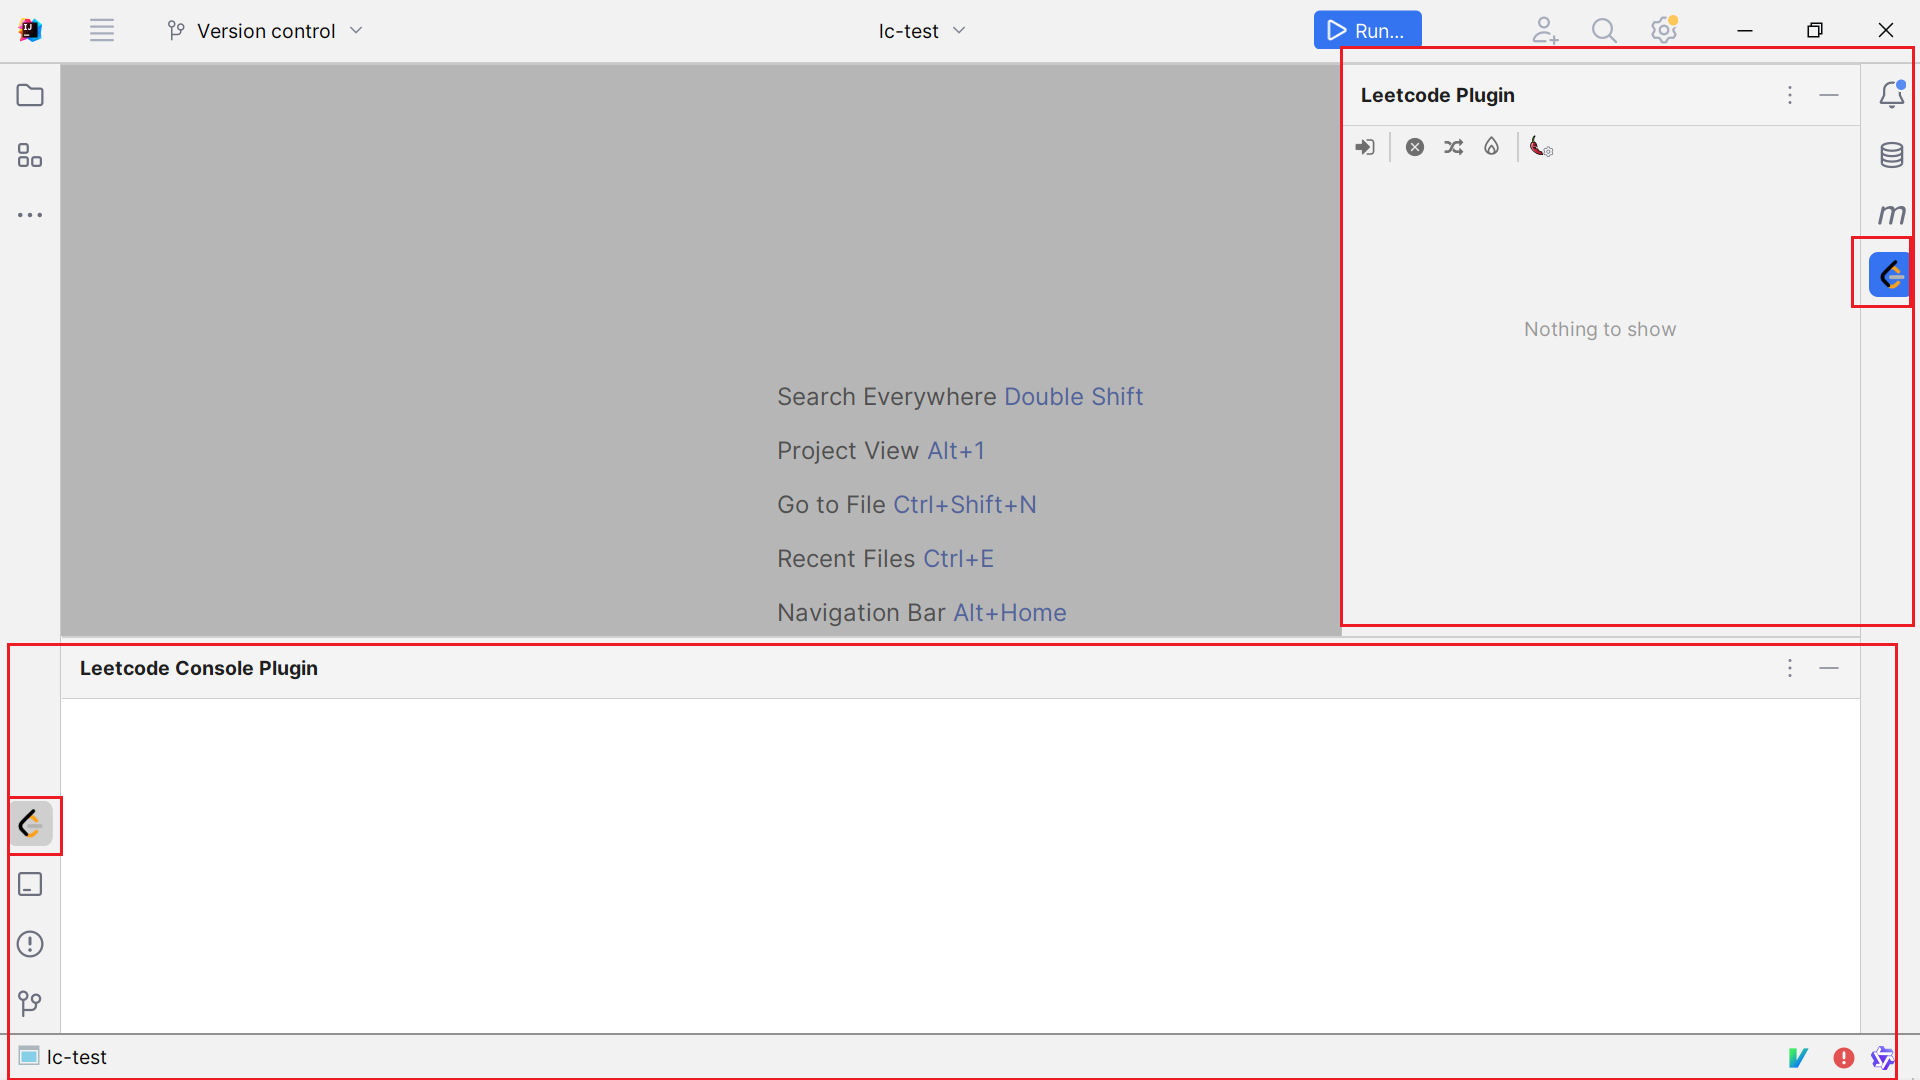 Version control
lc-test
Run...
Leetcode Plugin
m
Nothing to show
Search Everywhere Double Shift
Project View Alt+1
Go to File Ctrl+Shift+N
Recent Files Ctrl+E
Navigation Bar Alt+Home
Leetcode Console Plugin
lc-test